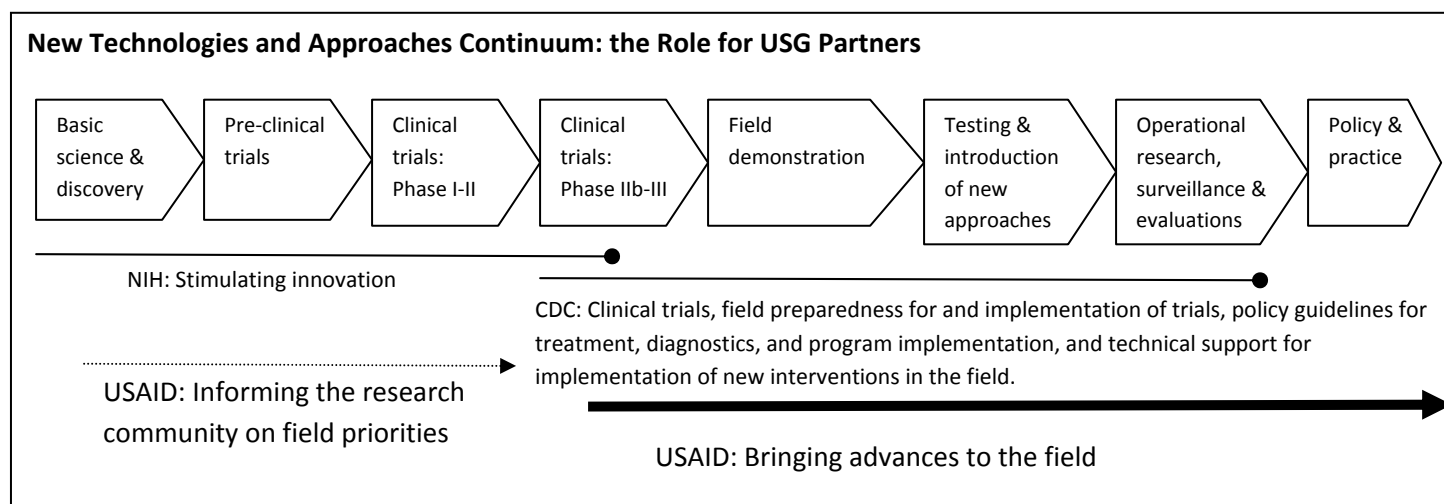 New Technologies and Approaches Continuum: the Role for USG Partners
Basic
science &
discovery
Pre-clinical
trials
Clinical
trials:
Phase I-II
Clinical
trials:
Phase IIb-III
Field
demonstration
Testing &
introduction
of new
approaches
Operational
research,
surveillance &
evaluations
Policy &
practice
NIH: Stimulating innovation
CDC: Clinical trials, field preparedness for and implementation of trials, policy guidelines for
treatment, diagnostics, and program implementation, and technical support for
implementation of new interventions in the field.
USAID: Informing the research
community on field priorities
USAID: Bringing advances to the field